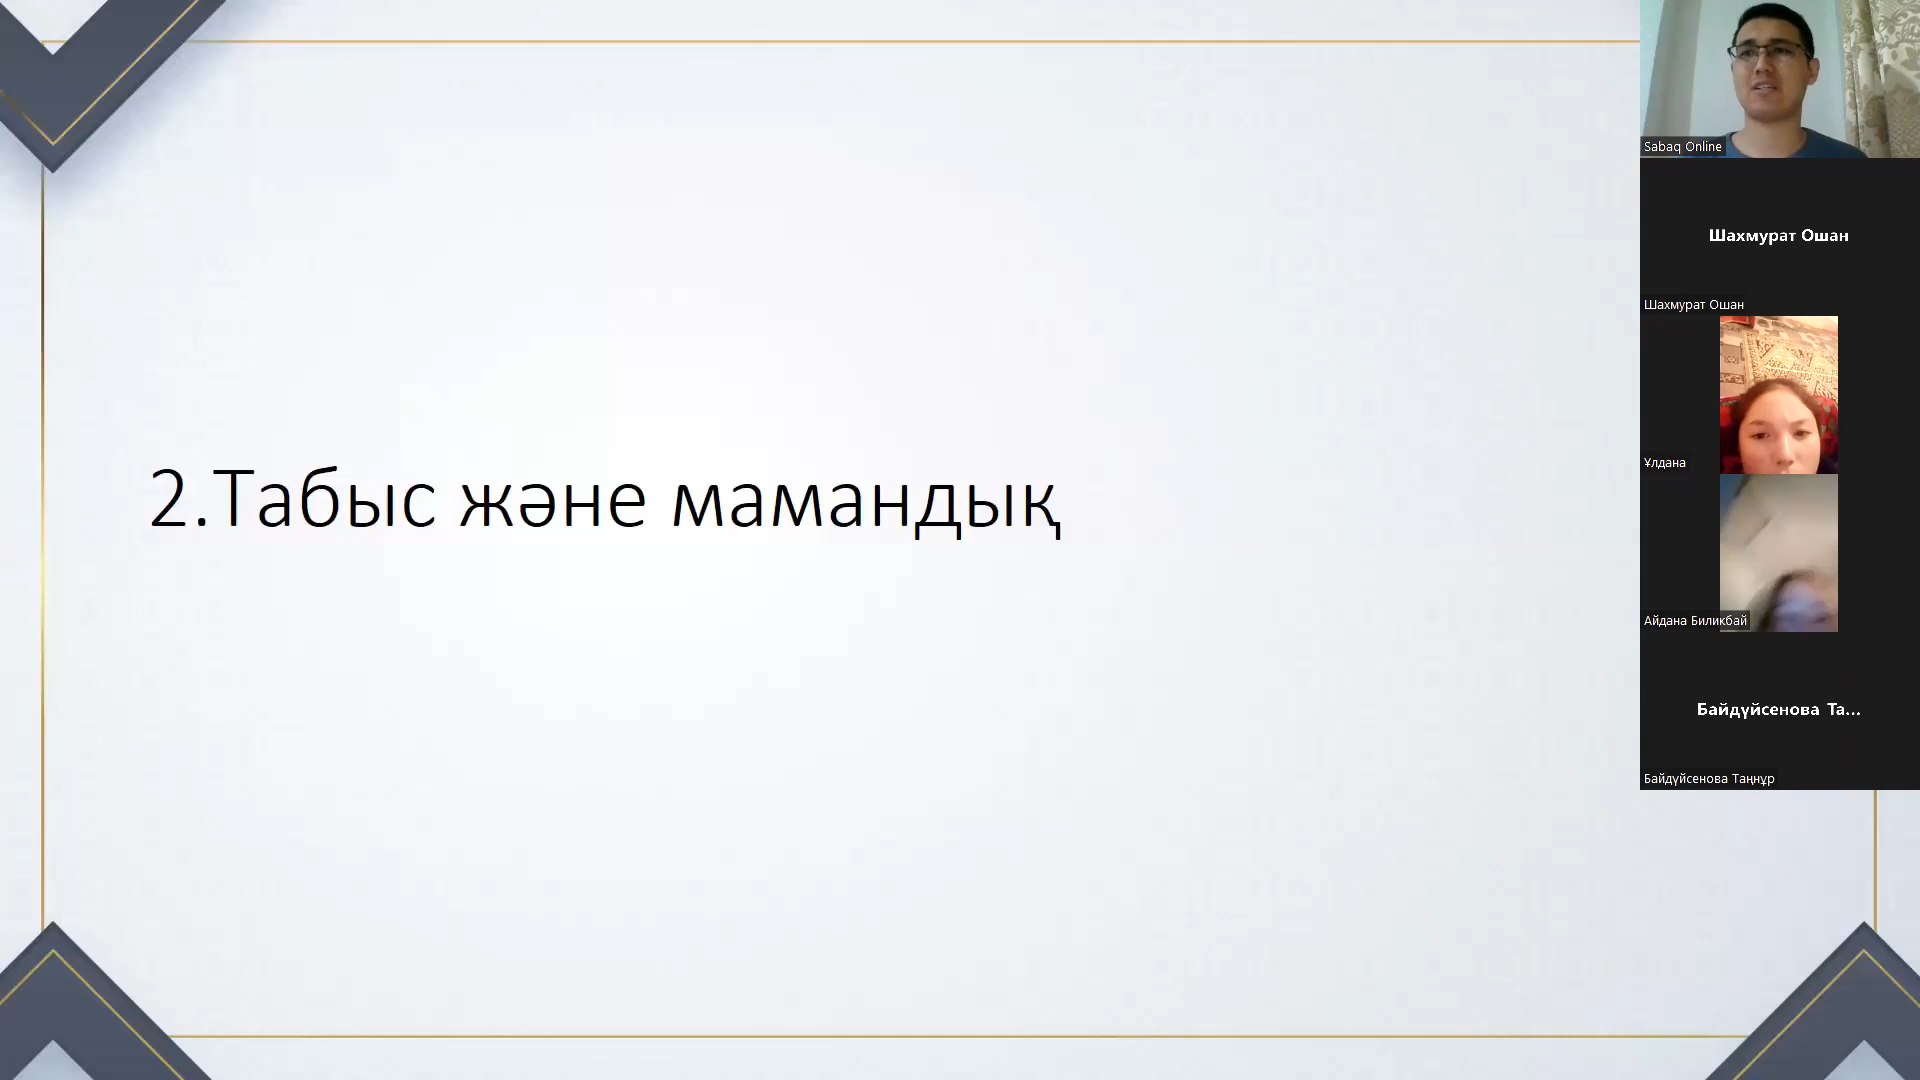 2.Табыс және мамандық
Sabaq Online
Шахмурат Ошан
Шахмурат Ошан
Ұлдана
Айдана Биликбай
Байдүйсенова Та...
Байдүйсенова Таңнұр